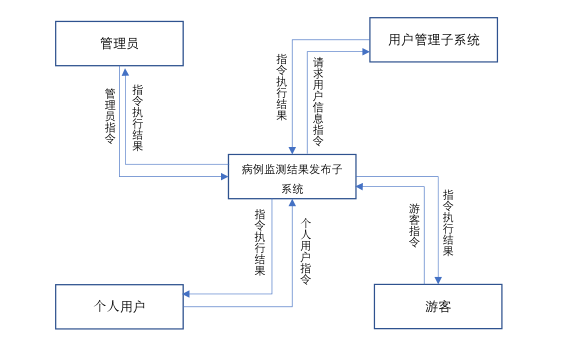 管理员
用户管理子系统
管理员指令
指令执行结果
指令执行结果
请求用户信息指令
病例监测结果发布子
系统
指令执行结果
个人用户指令
游客指令
指令执行结果
个人用户
游客